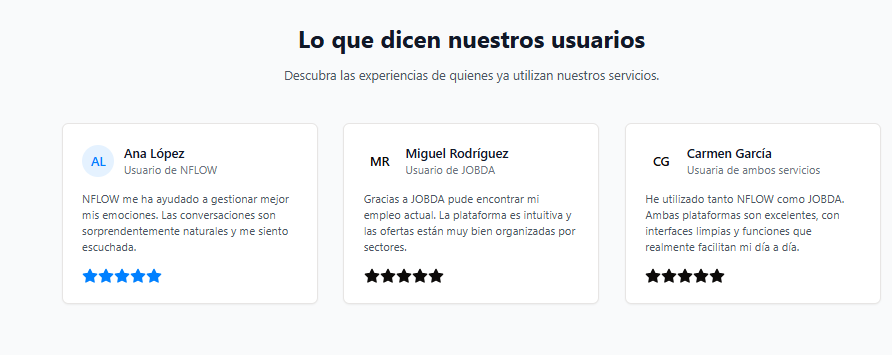 Lo que dicen nuestros usuarios
Descubra las experiencias de quienes ya utilizan nuestros servicios.
AL
Ana López
Usuario de NFLOW
NFLOW me ha ayudado a gestionar mejor
mis emociones. Las conversaciones son
sorprendentemente naturales y me siento
escuchada.
MR
Miguel Rodríguez
Usuario de JOBDA
Gracias a JOBDA pude encontrar mi
empleo actual. La plataforma es intuitiva y
las ofertas están muy bien organizadas por
sectores.
CG
Carmen García
Usuaria de ambos servicios
He utilizado tanto NFLOW como JOBDA.
Ambas plataformas son excelentes, con
interfaces limpias y funciones que
realmente facilitan mi día a día.